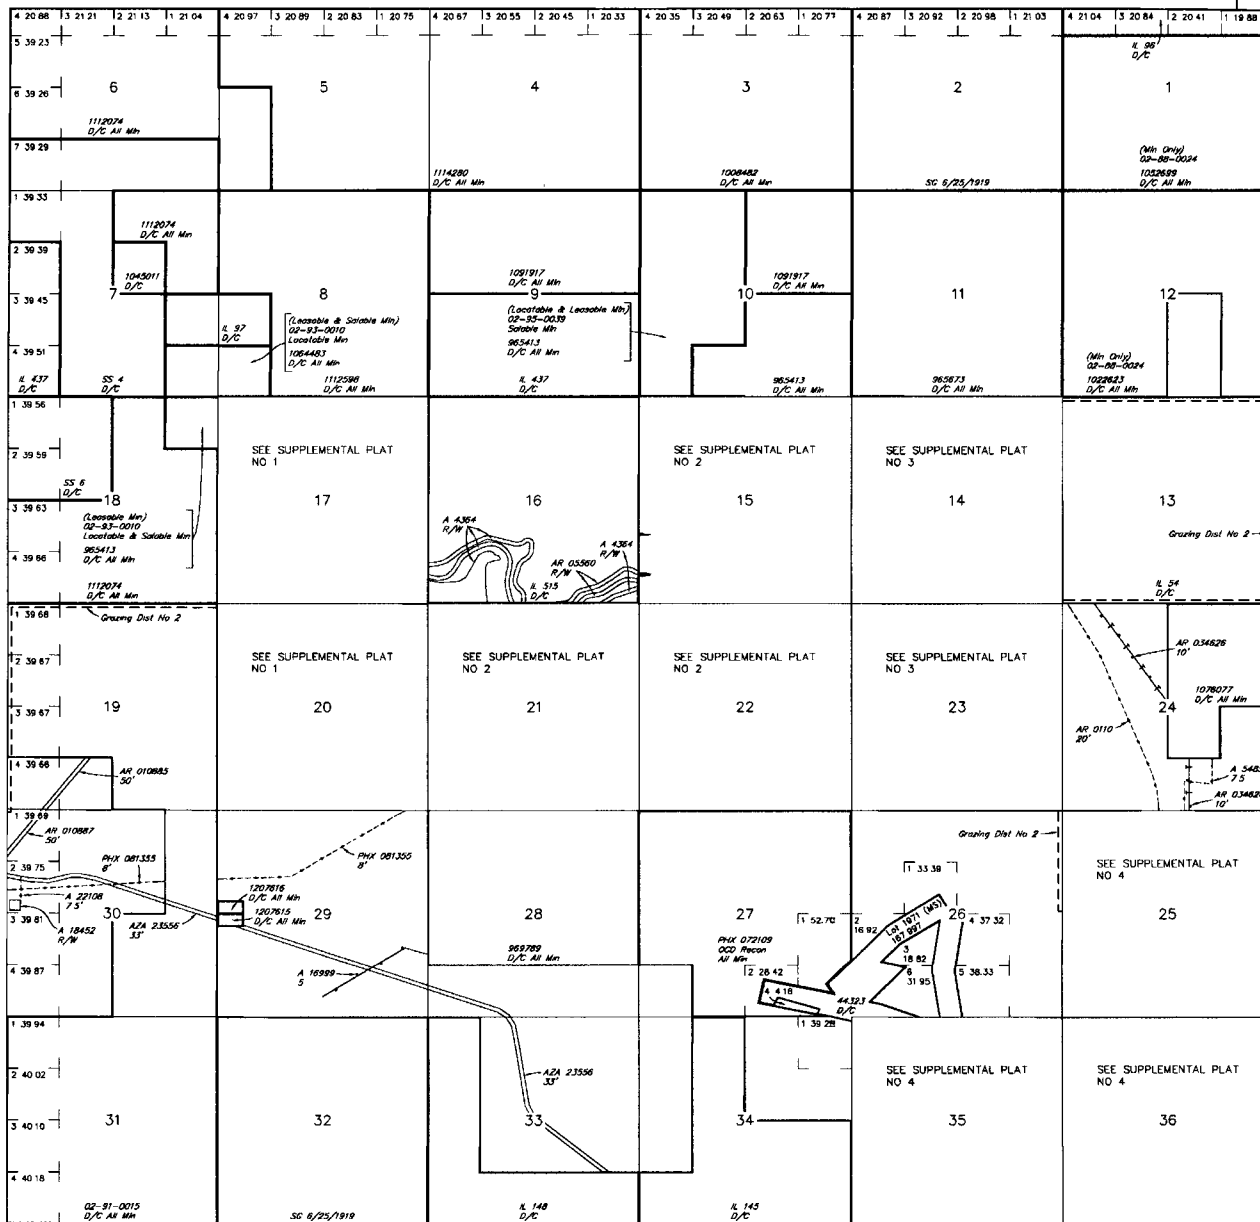 4 20 88 3 21 21 2 21 13 1 21 04 4 20 97 3 20 89 2 20 83 1 20 75 4 20 67 3 20 55 2 20 45 1 20.33 4 20.35 3 20 49 2 20.63 1 20.77 4 20.87 3 20 92 2 20 98 1 21 03 4 21.04 3 20 84 2 20.41 1 19 88
5 39 23
IL 96
D/C
6 39 26
6 5 4 3 2 1
1112074
D/C All Min
7 39 29
(Min Only)
02-88-0024
1114280
D/C All Min
1008482
D/C All Min
SG 6/25/1919
1052699
D/C All Min
1 39 33
1112074
D/C All Min
2 39 39
1045011
D/C
1091917
D/C All Min
1091917
D/C All Min
3 39 45
7 8 9 10 11 12
IL 97
D/C
(Leasable & Salable Min)
02-93-0010
Locatable Min
1064483
D/C All Min
(Locatable & Leasable Min)
02-95-0039
Salable Min
965413
D/C All Min
4 39 51
(Min Only)
02-88-0024
IL 437
D/C
SS 4
D/C
1112598
D/C All Min
IL 437
D/C
965413
D/C All Min
965673
D/C All Min
1022623
D/C All Min
1 39 56
SEE SUPPLEMENTAL PLAT
NO 1
SEE SUPPLEMENTAL PLAT
NO 2
SEE SUPPLEMENTAL PLAT
NO 3
2 39 59
SS 6
D/C
3 39 63
18 17 16 15 14 13
(Leasable Min)
02-93-0010
Locatable & Salable Min
965413
D/C All Min
A 4364
R/W
A 4364
R/W
Grazing Dist No 2
4 39 66
AR 05560
R/W
1112074
D/C All Min
IL 515
D/C
IL 54
D/C
1 39 68
Grazing Dist No 2
AR 034626
10'
2 39 67
SEE SUPPLEMENTAL PLAT
NO 1
SEE SUPPLEMENTAL PLAT
NO 2
SEE SUPPLEMENTAL PLAT
NO 2
SEE SUPPLEMENTAL PLAT
NO 3
1076077
D/C All Min
3 39.67
19 20 21 22 23 24
AR 0110
20'
4 39 68
AR 010885
50'
AR 034626
10'
1 39 69
AR 010887
50'
Grazing Dist No 2
PHX 081355
8'
PHX 081355
8'
2 39 75
1 33 39
SEE SUPPLEMENTAL PLAT
NO 4
A 22108
7 5'
1207616
D/C All Min
1207615
D/C All Min
3 39 81
30 29 28 27 26 25
A 18452
R/W
AZA 23556
33'
1 52.70
2
16 92
Lot 1971 (MS)
167 997
4 37 32
969789
D/C All Min
PHX 072109
OCD Recon
All Min
3
18 82
4 39.87
A 16999
5
2 28 42
6
31 95
5 38.33
4 4 18
44323
D/C
1 39 94
1 39 28
2 40 02
AZA 23556
33'
SEE SUPPLEMENTAL PLAT
NO 4
SEE SUPPLEMENTAL PLAT
NO 4
3 40 10
31 32 33 34 35 36
4 40 18
02-91-0015
D/C All Min
SG 6/25/1919
IL 148
D/C
IL 145
D/C